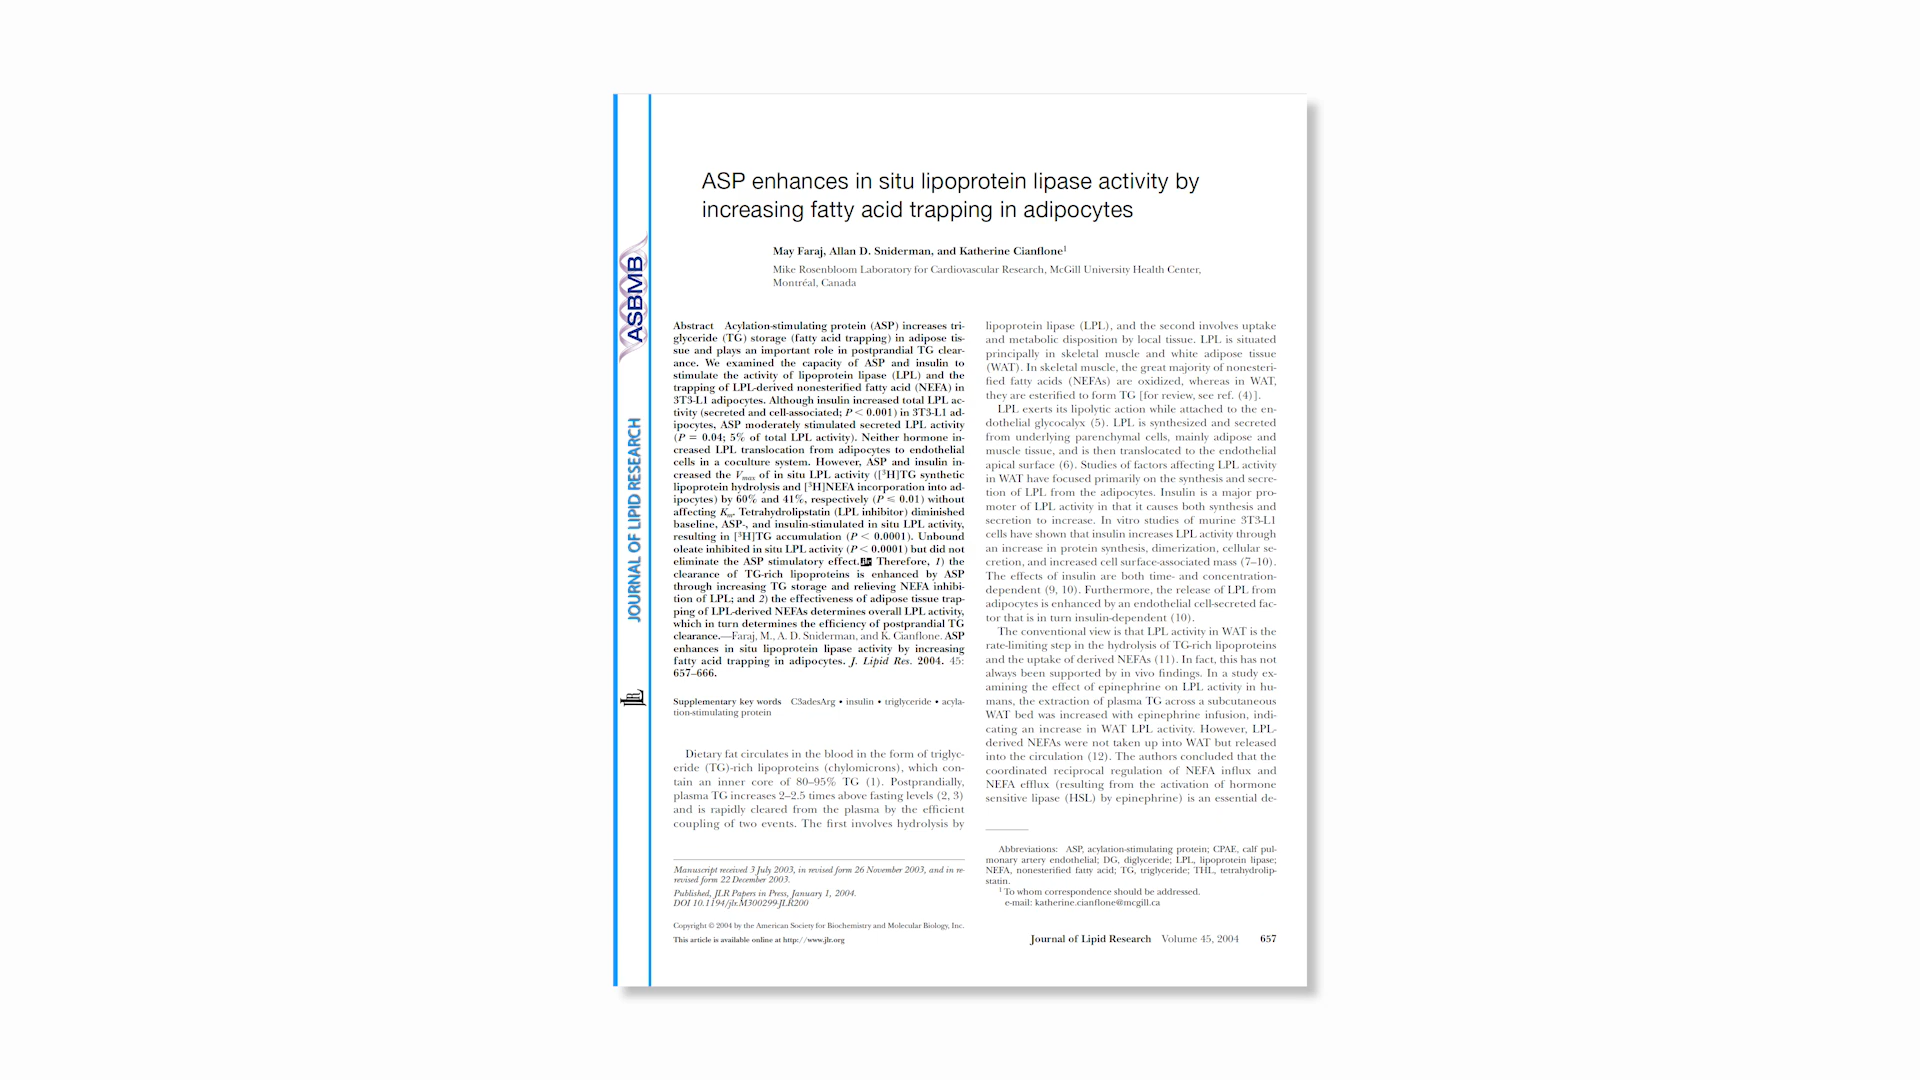 ASP enhances in situ lipoprotein lipase activity by
increasing fatty acid trapping in adipocytes
May Faraj, Allan D. Sniderman, and Katherine Cianflone1
Mike Rosenbloom Laboratory for Cardiovascular Research, McGill University Health Center,
Montréal, Canada
ASBMB
JOURNAL OF LIPID RESEARCH
JLR
Abstract Acylation-stimulating protein (ASP) increases tri-
glyceride (TG) storage (fatty acid trapping) in adipose tis-
sue and plays an important role in postprandial TG clear-
ance. We examined the capacity of ASP and insulin to
stimulate the activity of lipoprotein lipase (LPL) and the
trapping of LPL-derived nonesterified fatty acid (NEFA) in
3T3-L1 adipocytes. Although insulin increased total LPL ac-
tivity (secreted and cell-associated; P < 0.001) in 3T3-L1 ad-
ipocytes, ASP moderately stimulated secreted LPL activity
(P = 0.04; 5% of total LPL activity). Neither hormone in-
creased LPL translocation from adipocytes to endothelial
cells in a coculture system. However, ASP and insulin in-
creased the Vmax of in situ LPL activity ([3H]TG synthetic
lipoprotein hydrolysis and [3H]NEFA incorporation into ad-
ipocytes) by 60% and 41%, respectively (P ≤ 0.01) without
affecting Km. Tetrahydrolipstatin (LPL inhibitor) diminished
baseline, ASP-, and insulin-stimulated in situ LPL activity,
resulting in [3H]TG accumulation (P < 0.0001). Unbound
oleate inhibited in situ LPL activity (P < 0.0001) but did not
eliminate the ASP stimulatory effect. Therefore, 1) the
clearance of TG-rich lipoproteins is enhanced by ASP
through increasing TG storage and relieving NEFA inhibi-
tion of LPL; and 2) the effectiveness of adipose tissue trap-
ping of LPL-derived NEFAs determines overall LPL activity,
which in turn determines the efficiency of postprandial TG
clearance.—Faraj, M., A. D. Sniderman, and K. Cianflone. ASP
enhances in situ lipoprotein lipase activity by increasing
fatty acid trapping in adipocytes. J. Lipid Res. 2004. 45:
657–666.
Supplementary key words C3adesArg • insulin • triglyceride • acyla-
tion-stimulating protein
Dietary fat circulates in the blood in the form of triglyc-
eride (TG)-rich lipoproteins (chylomicrons), which con-
tain an inner core of 80–95% TG (1). Postprandially,
plasma TG increases 2–2.5 times above fasting levels (2, 3)
and is rapidly cleared from the plasma by the efficient
coupling of two events. The first involves hydrolysis by
Manuscript received 3 July 2003, in revised form 26 November 2003, and in re-
revised form 22 December 2003.
Published, JLR Papers in Press, January 1, 2004.
DOI 10.1194/jlr.M300299-JLR200
Copyright © 2004 by the American Society for Biochemistry and Molecular Biology, Inc.
This article is available online at http://www.jlr.org
lipoprotein lipase (LPL), and the second involves uptake
and metabolic disposition by local tissue. LPL is situated
principally in skeletal muscle and white adipose tissue
(WAT). In skeletal muscle, the great majority of nonesteri-
fied fatty acids (NEFAs) are oxidized, whereas in WAT,
they are esterified to form TG [for review, see ref. (4)].
LPL exerts its lipolytic action while attached to the en-
dothelial glycocalyx (5). LPL is synthesized and secreted
from underlying parenchymal cells, mainly adipose and
muscle tissue, and is then translocated to the endothelial
apical surface (6). Studies of factors affecting LPL activity
in WAT have focused primarily on the synthesis and secre-
tion of LPL from the adipocytes. Insulin is a major pro-
moter of LPL activity in that it causes both synthesis and
secretion to increase. In vitro studies of murine 3T3-L1
cells have shown that insulin increases LPL activity through
an increase in protein synthesis, dimerization, cellular se-
cretion, and increased cell surface-associated mass (7–10).
The effects of insulin are both time- and concentration-
dependent (9, 10). Furthermore, the release of LPL from
adipocytes is enhanced by an endothelial cell-secreted fac-
tor that is in turn insulin-dependent (10).
The conventional view is that LPL activity in WAT is the
rate-limiting step in the hydrolysis of TG-rich lipoproteins
and the uptake of derived NEFAs (11). In fact, this has not
always been supported by in vivo findings. In a study ex-
amining the effect of epinephrine on LPL activity in hu-
mans, the extraction of plasma TG across a subcutaneous
WAT bed was increased with epinephrine infusion, indi-
cating an increase in WAT LPL activity. However, LPL-
derived NEFAs were not taken up into WAT but released
into the circulation (12). The authors concluded that the
coordinated reciprocal regulation of NEFA influx and
NEFA efflux (resulting from the activation of hormone
sensitive lipase (HSL) by epinephrine) is an essential de-
Abbreviations: ASP, acylation-stimulating protein; CPAE, calf pul-
monary artery endothelial; DG, diglyceride; LPL, lipoprotein lipase;
NEFA, nonesterified fatty acid; TG, triglyceride; THL, tetrahydrolip-
statin.
1 To whom correspondence should be addressed.
e-mail: katherine.cianflone@mcgill.ca
Journal of Lipid Research Volume 45, 2004 657